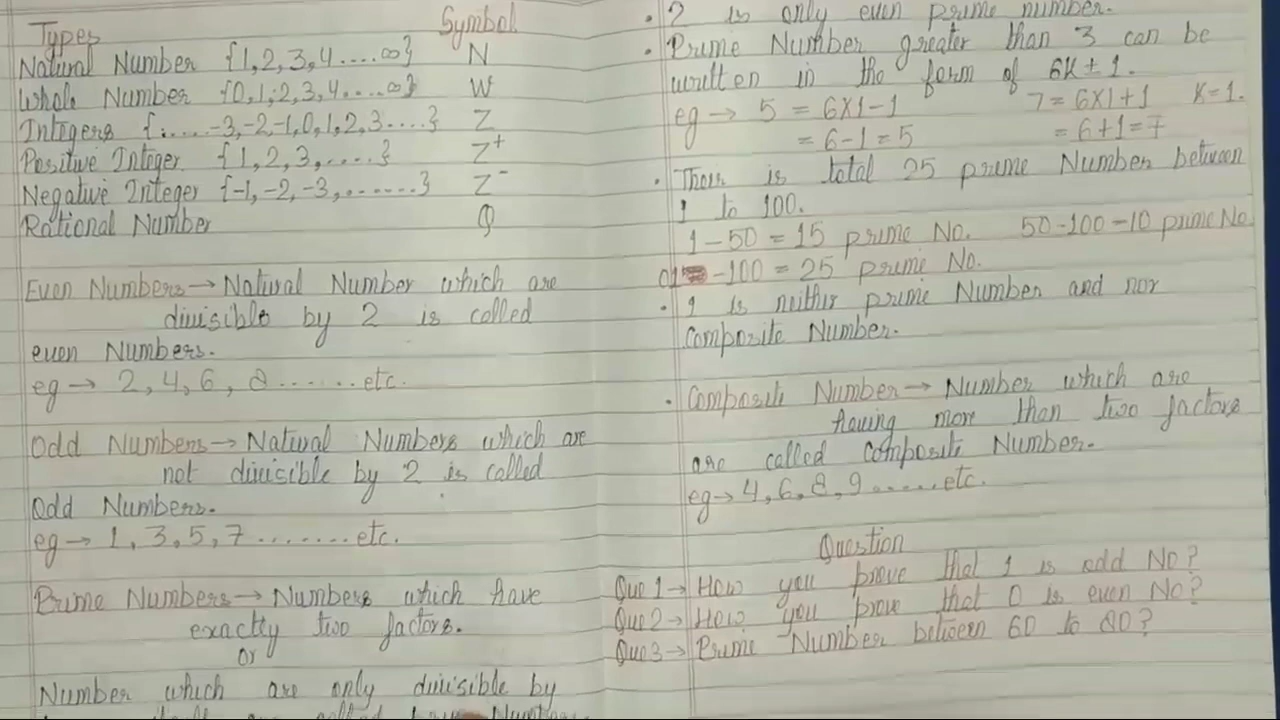 Types Symbol
Natural Number {1, 2, 3, 4 .... ∞} N
Whole Number {0, 1, 2, 3, 4, .... ∞} W
Integers {..... -3, -2, -1, 0, 1, 2, 3 ....} Z
Positive Integer {1, 2, 3, .....} Z⁺
Negative Integer {-1, -2, -3, .......} Z⁻
Rational Number Q
Even Numbers → Natural Number which are
divisible by 2 is called
even Numbers.
eg → 2, 4, 6, 8 ....... etc.
Odd Numbers → Natural Numbers which are
not divisible by 2 is called
Odd Numbers.
eg → 1, 3, 5, 7 ........ etc.
Prime Numbers → Numbers which have
exactly two factors.
or
Number which are only divisible by
• 2 is only even prime number.
• Prime Number greater than 3 can be
written in the form of 6K ± 1.
eg → 5 = 6×1-1 7 = 6×1+1 K=1.
= 6-1 = 5 = 6+1 = 7
• Their is total 25 prime Number between
1 to 100.
1-50 = 15 prime No. 50-100 = 10 prime No.
01 -100 = 25 prime No.
• 1 is neither prime Number and nor
Composite Number.
• Composite Number → Number which are
having more than two factors
are called Composite Number.
eg → 4, 6, 8, 9 ...... etc.
Question
Que 1 → How you prove that 1 is odd No?
Que 2 → How you prove that 0 is even No?
Que 3 → Prime Number between 60 to 80?